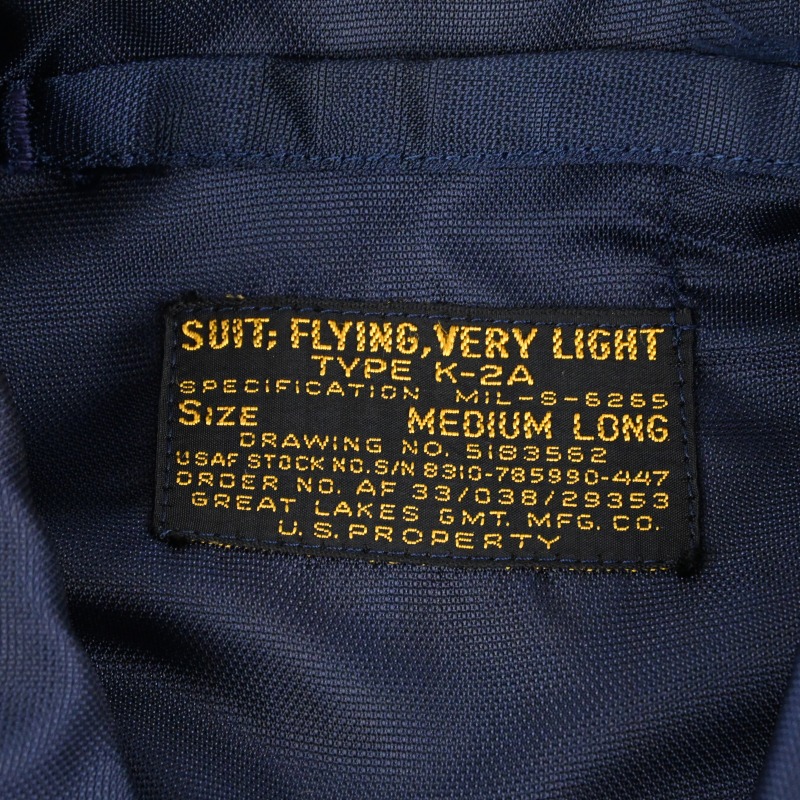 SUIT; FLYING, VERY LIGHT
TYPE K-2A
SPECIFICATION MIL-S-6265
SIZE MEDIUM LONG
DRAWING NO. 5183562
USAF STOCK NO. S/N 8310-785990-447
ORDER NO. AF 33/038/29353
GREAT LAKES GMT. MFG. CO.
U.S. PROPERTY